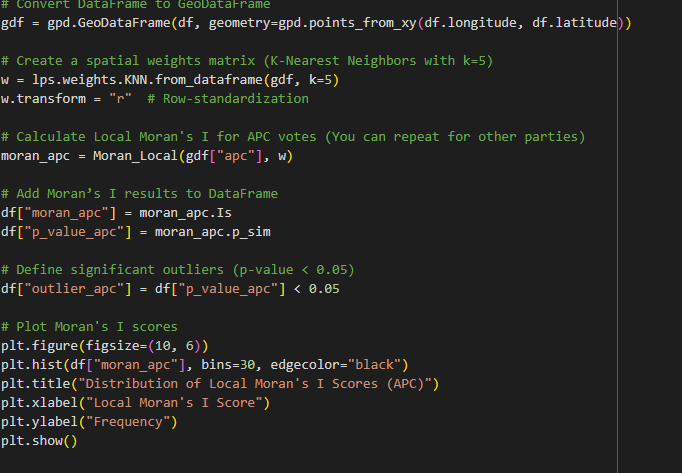 # Convert DataFrame to GeoDataFrame
gdf = gpd.GeoDataFrame(df, geometry=gpd.points_from_xy(df.longitude, df.latitude))
# Create a spatial weights matrix (K-Nearest Neighbors with k=5)
w = lps.weights.KNN.from_dataframe(gdf, k=5)
w.transform = "r"  # Row-standardization
# Calculate Local Moran's I for APC votes (You can repeat for other parties)
moran_apc = Moran_Local(gdf["apc"], w)
# Add Moran’s I results to DataFrame
df["moran_apc"] = moran_apc.Is
df["p_value_apc"] = moran_apc.p_sim
# Define significant outliers (p-value < 0.05)
df["outlier_apc"] = df["p_value_apc"] < 0.05
# Plot Moran's I scores
plt.figure(figsize=(10, 6))
plt.hist(df["moran_apc"], bins=30, edgecolor="black")
plt.title("Distribution of Local Moran's I Scores (APC)")
plt.xlabel("Local Moran's I Score")
plt.ylabel("Frequency")
plt.show()